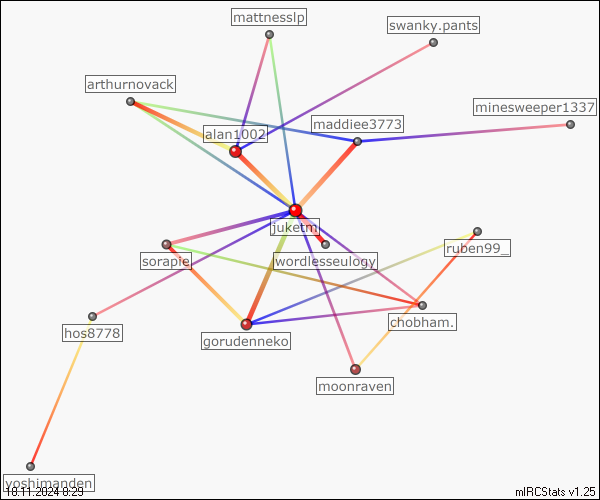 mattnesslp
swanky.pants
arthurnovack
minesweeper1337
maddiee3773
alan1002
juketm
ruben99_
sorapie
wordlesseulogy
chobham.
hos8778
gorudenneko
moonraven
yoshimanden
18.11.2024 8:29
mIRCStats v1.25